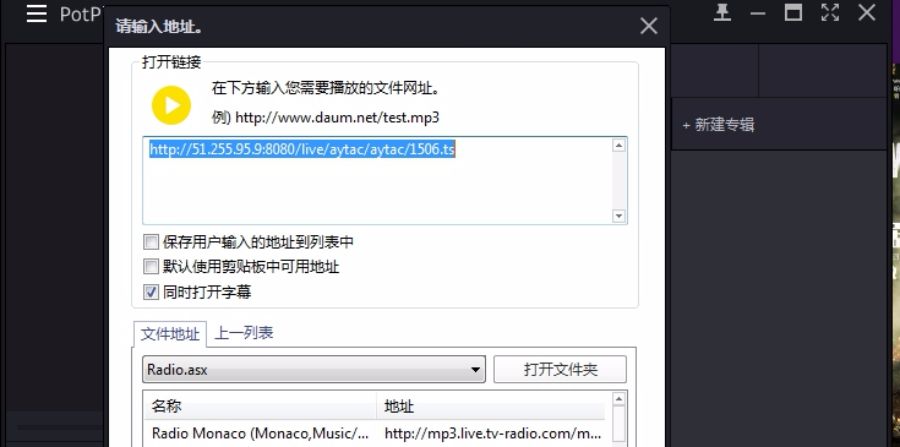 PotP
请输入地址。
打开链接
在下方输入您需要播放的文件网址。
例) http://www.daum.net/test.mp3
http://51.255.95.9:8080/live/aytac/aytac/1506.ts
+ 新建专辑
保存用户输入的地址到列表中
默认使用剪贴板中可用地址
同时打开字幕
文件地址 上一列表
Radio.asx 打开文件夹
名称 地址
Radio Monaco (Monaco,Music/... http://mp3.live.tv-radio.com/m...